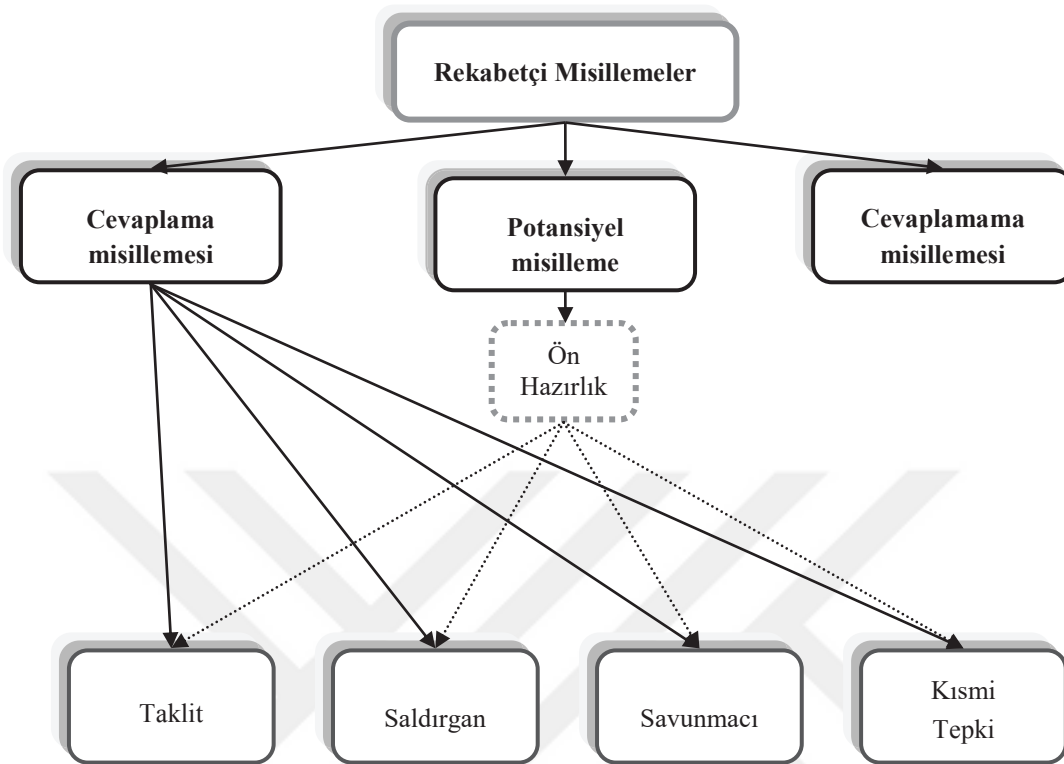 Rekabetçi Misillemeler
Cevaplama
misillemesi
Potansiyel
misilleme
Cevaplamama
misillemesi
Ön
Hazırlık
Taklit
Saldırgan
Savunmacı
Kısmi
Tepki